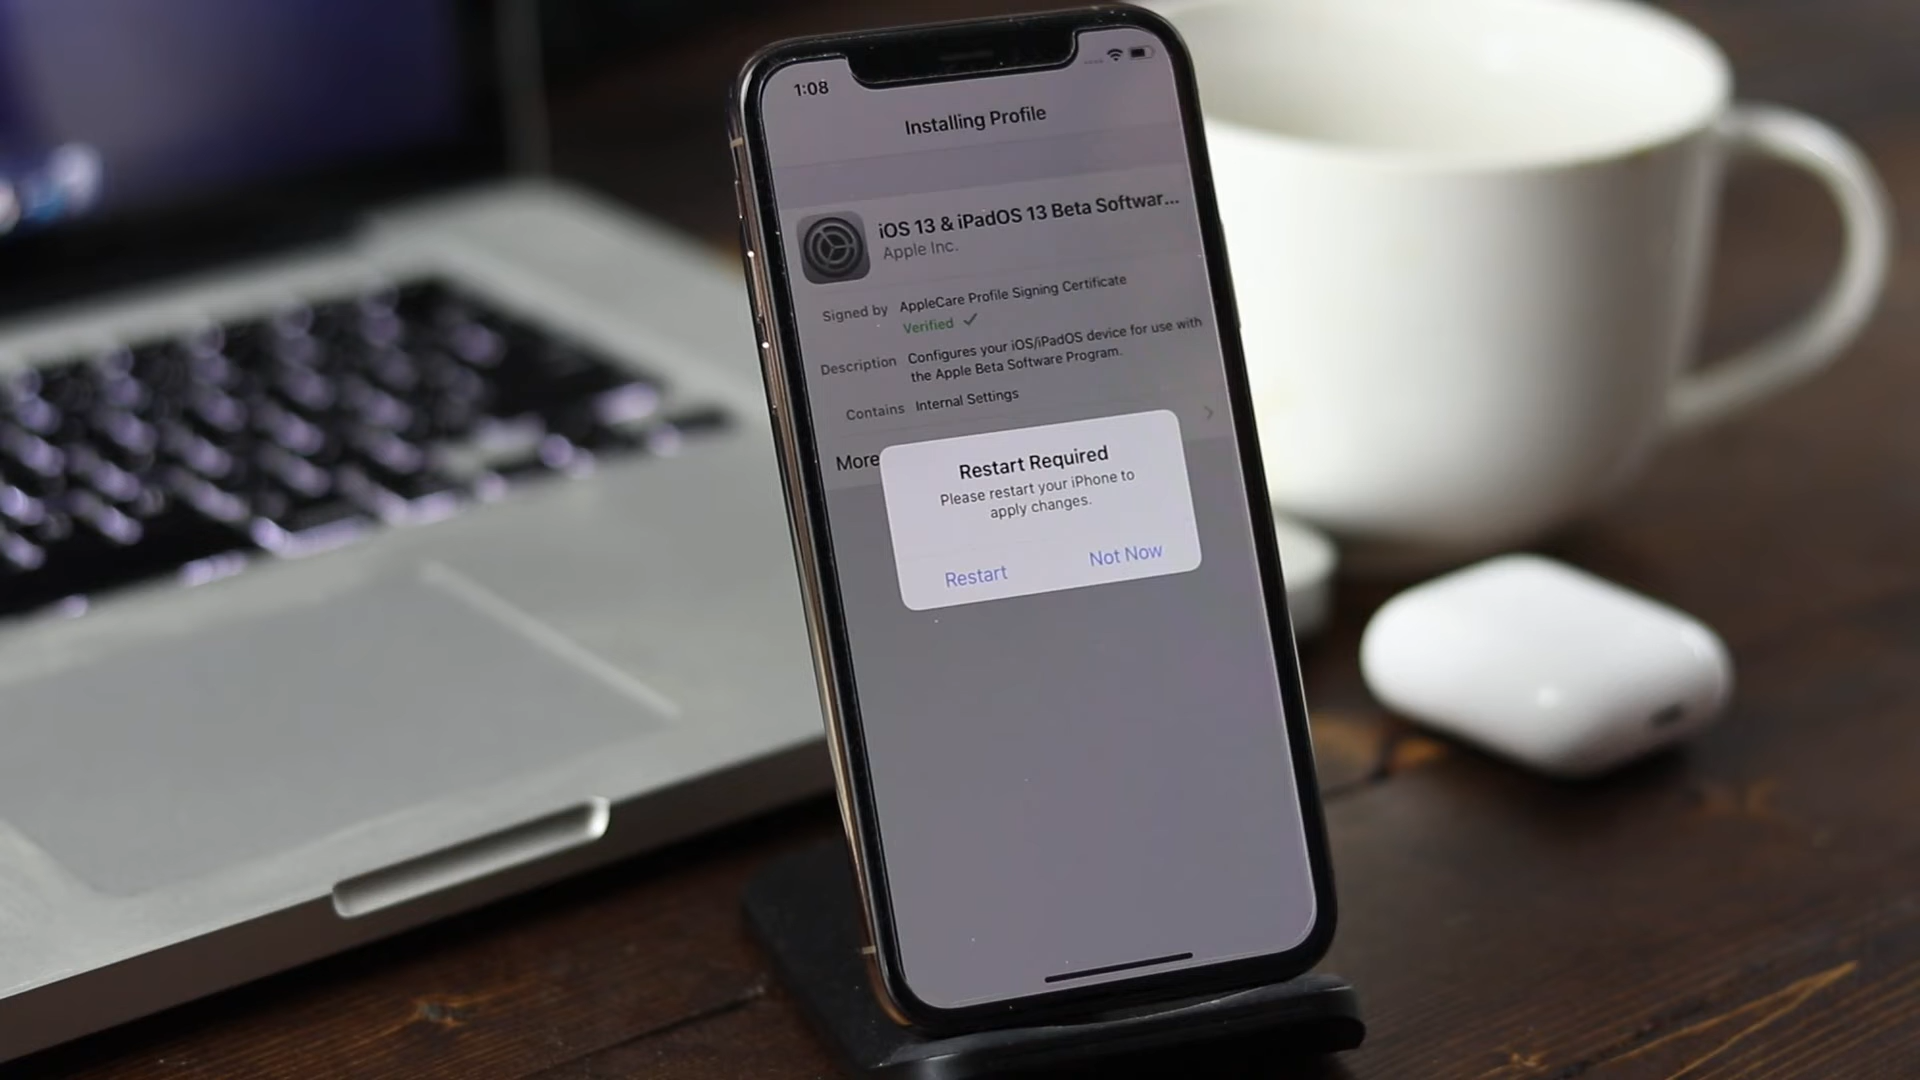 1:08
Installing Profile
iOS 13 & iPadOS 13 Beta Softwar...
Apple Inc.
Signed by AppleCare Profile Signing Certificate
Verified ✓
Description Configures your iOS/iPadOS device for use with
the Apple Beta Software Program.
Contains Internal Settings
More
Restart Required
Please restart your iPhone to
apply changes.
Restart Not Now